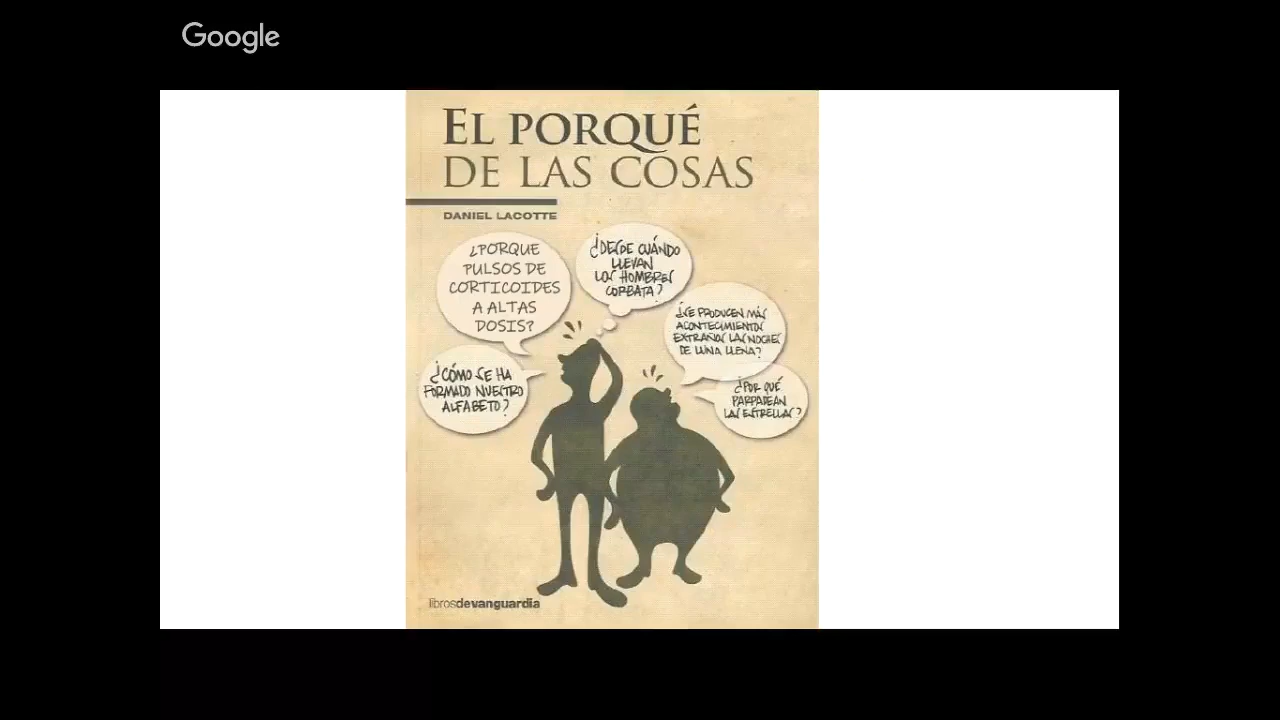 Google
EL PORQUÉ
DE LAS COSAS
DANIEL LACOTTE
¿PORQUE
PULSOS DE
CORTICOIDES
A ALTAS
DOSIS?
¿DESDE CUÁNDO
LLEVAN
LOS HOMBRES
CORBATA?
¿SE PRODUCEN MÁS
ACONTECIMIENTOS
EXTRAÑOS LAS NOCHES
DE LUNA LLENA?
¿CÓMO SE HA
FORMADO NUESTRO
ALFABETO?
¿POR QUÉ
PARPADEAN
LAS ESTRELLAS?
librosdevanguardia